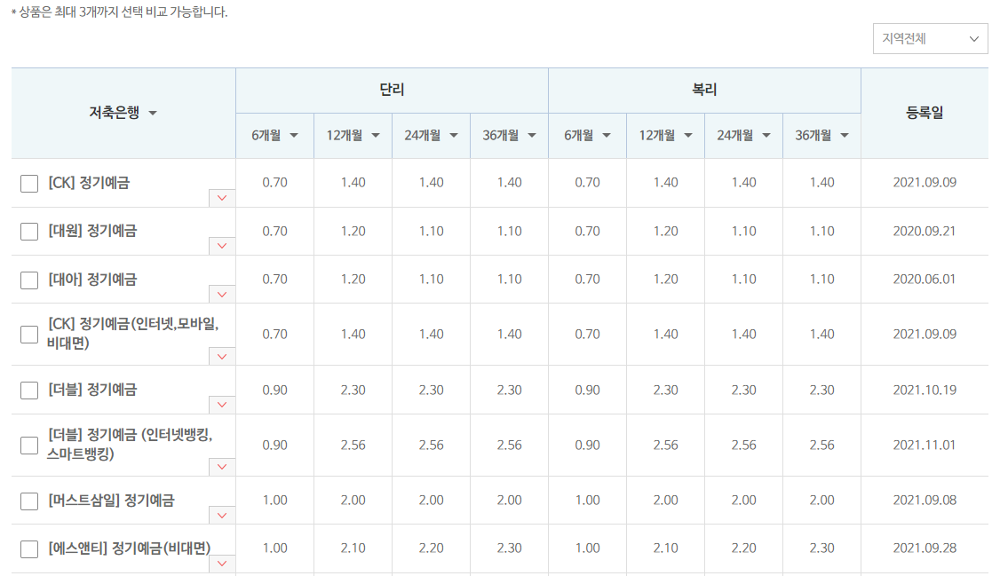 * 상품은 최대 3개까지 선택 비교 가능합니다.
지역전체
저축은행 단리 복리 등록일
6개월 12개월 24개월 36개월 6개월 12개월 24개월 36개월
[CK] 정기예금 0.70 1.40 1.40 1.40 0.70 1.40 1.40 1.40 2021.09.09
[대원] 정기예금 0.70 1.20 1.10 1.10 0.70 1.20 1.10 1.10 2020.09.21
[대아] 정기예금 0.70 1.20 1.10 1.10 0.70 1.20 1.10 1.10 2020.06.01
[CK] 정기예금(인터넷,모바일,
비대면) 0.70 1.40 1.40 1.40 0.70 1.40 1.40 1.40 2021.09.09
[더블] 정기예금 0.90 2.30 2.30 2.30 0.90 2.30 2.30 2.30 2021.10.19
[더블] 정기예금 (인터넷뱅킹,
스마트뱅킹) 0.90 2.56 2.56 2.56 0.90 2.56 2.56 2.56 2021.11.01
[머스트삼일] 정기예금 1.00 2.00 2.00 2.00 1.00 2.00 2.00 2.00 2021.09.08
[에스앤티] 정기예금(비대면) 1.00 2.10 2.20 2.30 1.00 2.10 2.20 2.30 2021.09.28